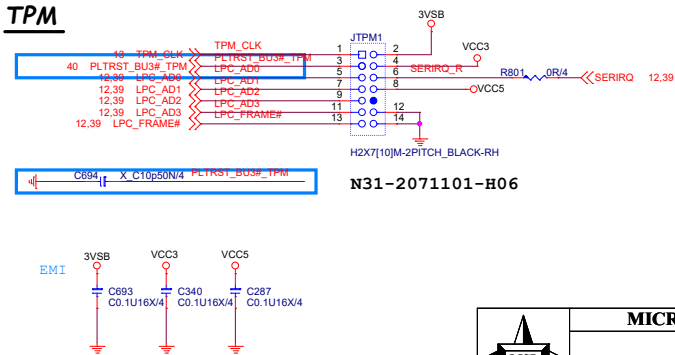 TPM
3VSB
JTPM1
VCC3
13 TPM_CLK TPM_CLK 1 2
40 PLTRST_BU3#_TPM PLTRST_BU3#_TPM 3 4
12,39 LPC_AD0 LPC_AD0 5 6 SERIRQ_R R801 0R/4 SERIRQ 12,39
12,39 LPC_AD1 LPC_AD1 7 8 VCC5
12,39 LPC_AD2 LPC_AD2 9
12,39 LPC_AD3 LPC_AD3 11 12
12,39 LPC_FRAME# LPC_FRAME# 13 14
H2X7[10]M-2PITCH_BLACK-RH
C694 X_C10p50N/4 PLTRST_BU3#_TPM
N31-2071101-H06
EMI
3VSB VCC3 VCC5
C693 C340 C287
C0.1U16X/4 C0.1U16X/4 C0.1U16X/4
MICR